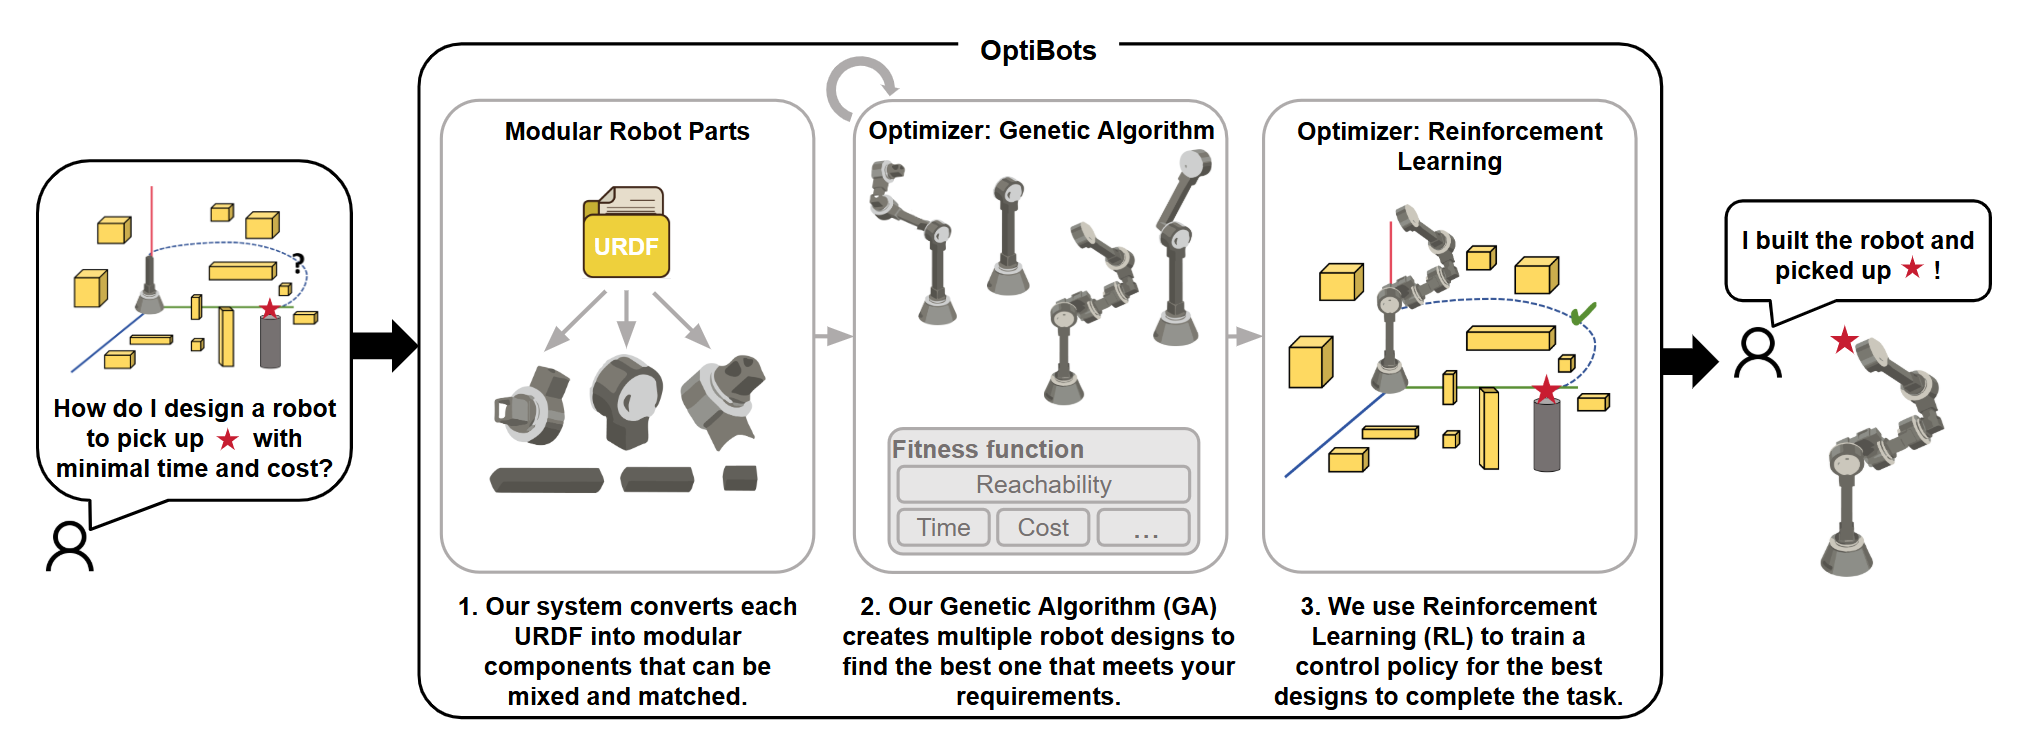 OptiBots
How do I design a robot
to pick up ★ with
minimal time and cost?
?
Modular Robot Parts
URDF
1. Our system converts each
URDF into modular
components that can be
mixed and matched.
Optimizer: Genetic Algorithm
Fitness function
Reachability
Time
Cost
...
2. Our Genetic Algorithm (GA)
creates multiple robot designs to
find the best one that meets your
requirements.
Optimizer: Reinforcement
Learning
3. We use Reinforcement
Learning (RL) to train a
control policy for the best
designs to complete the task.
I built the robot and
picked up ★ !